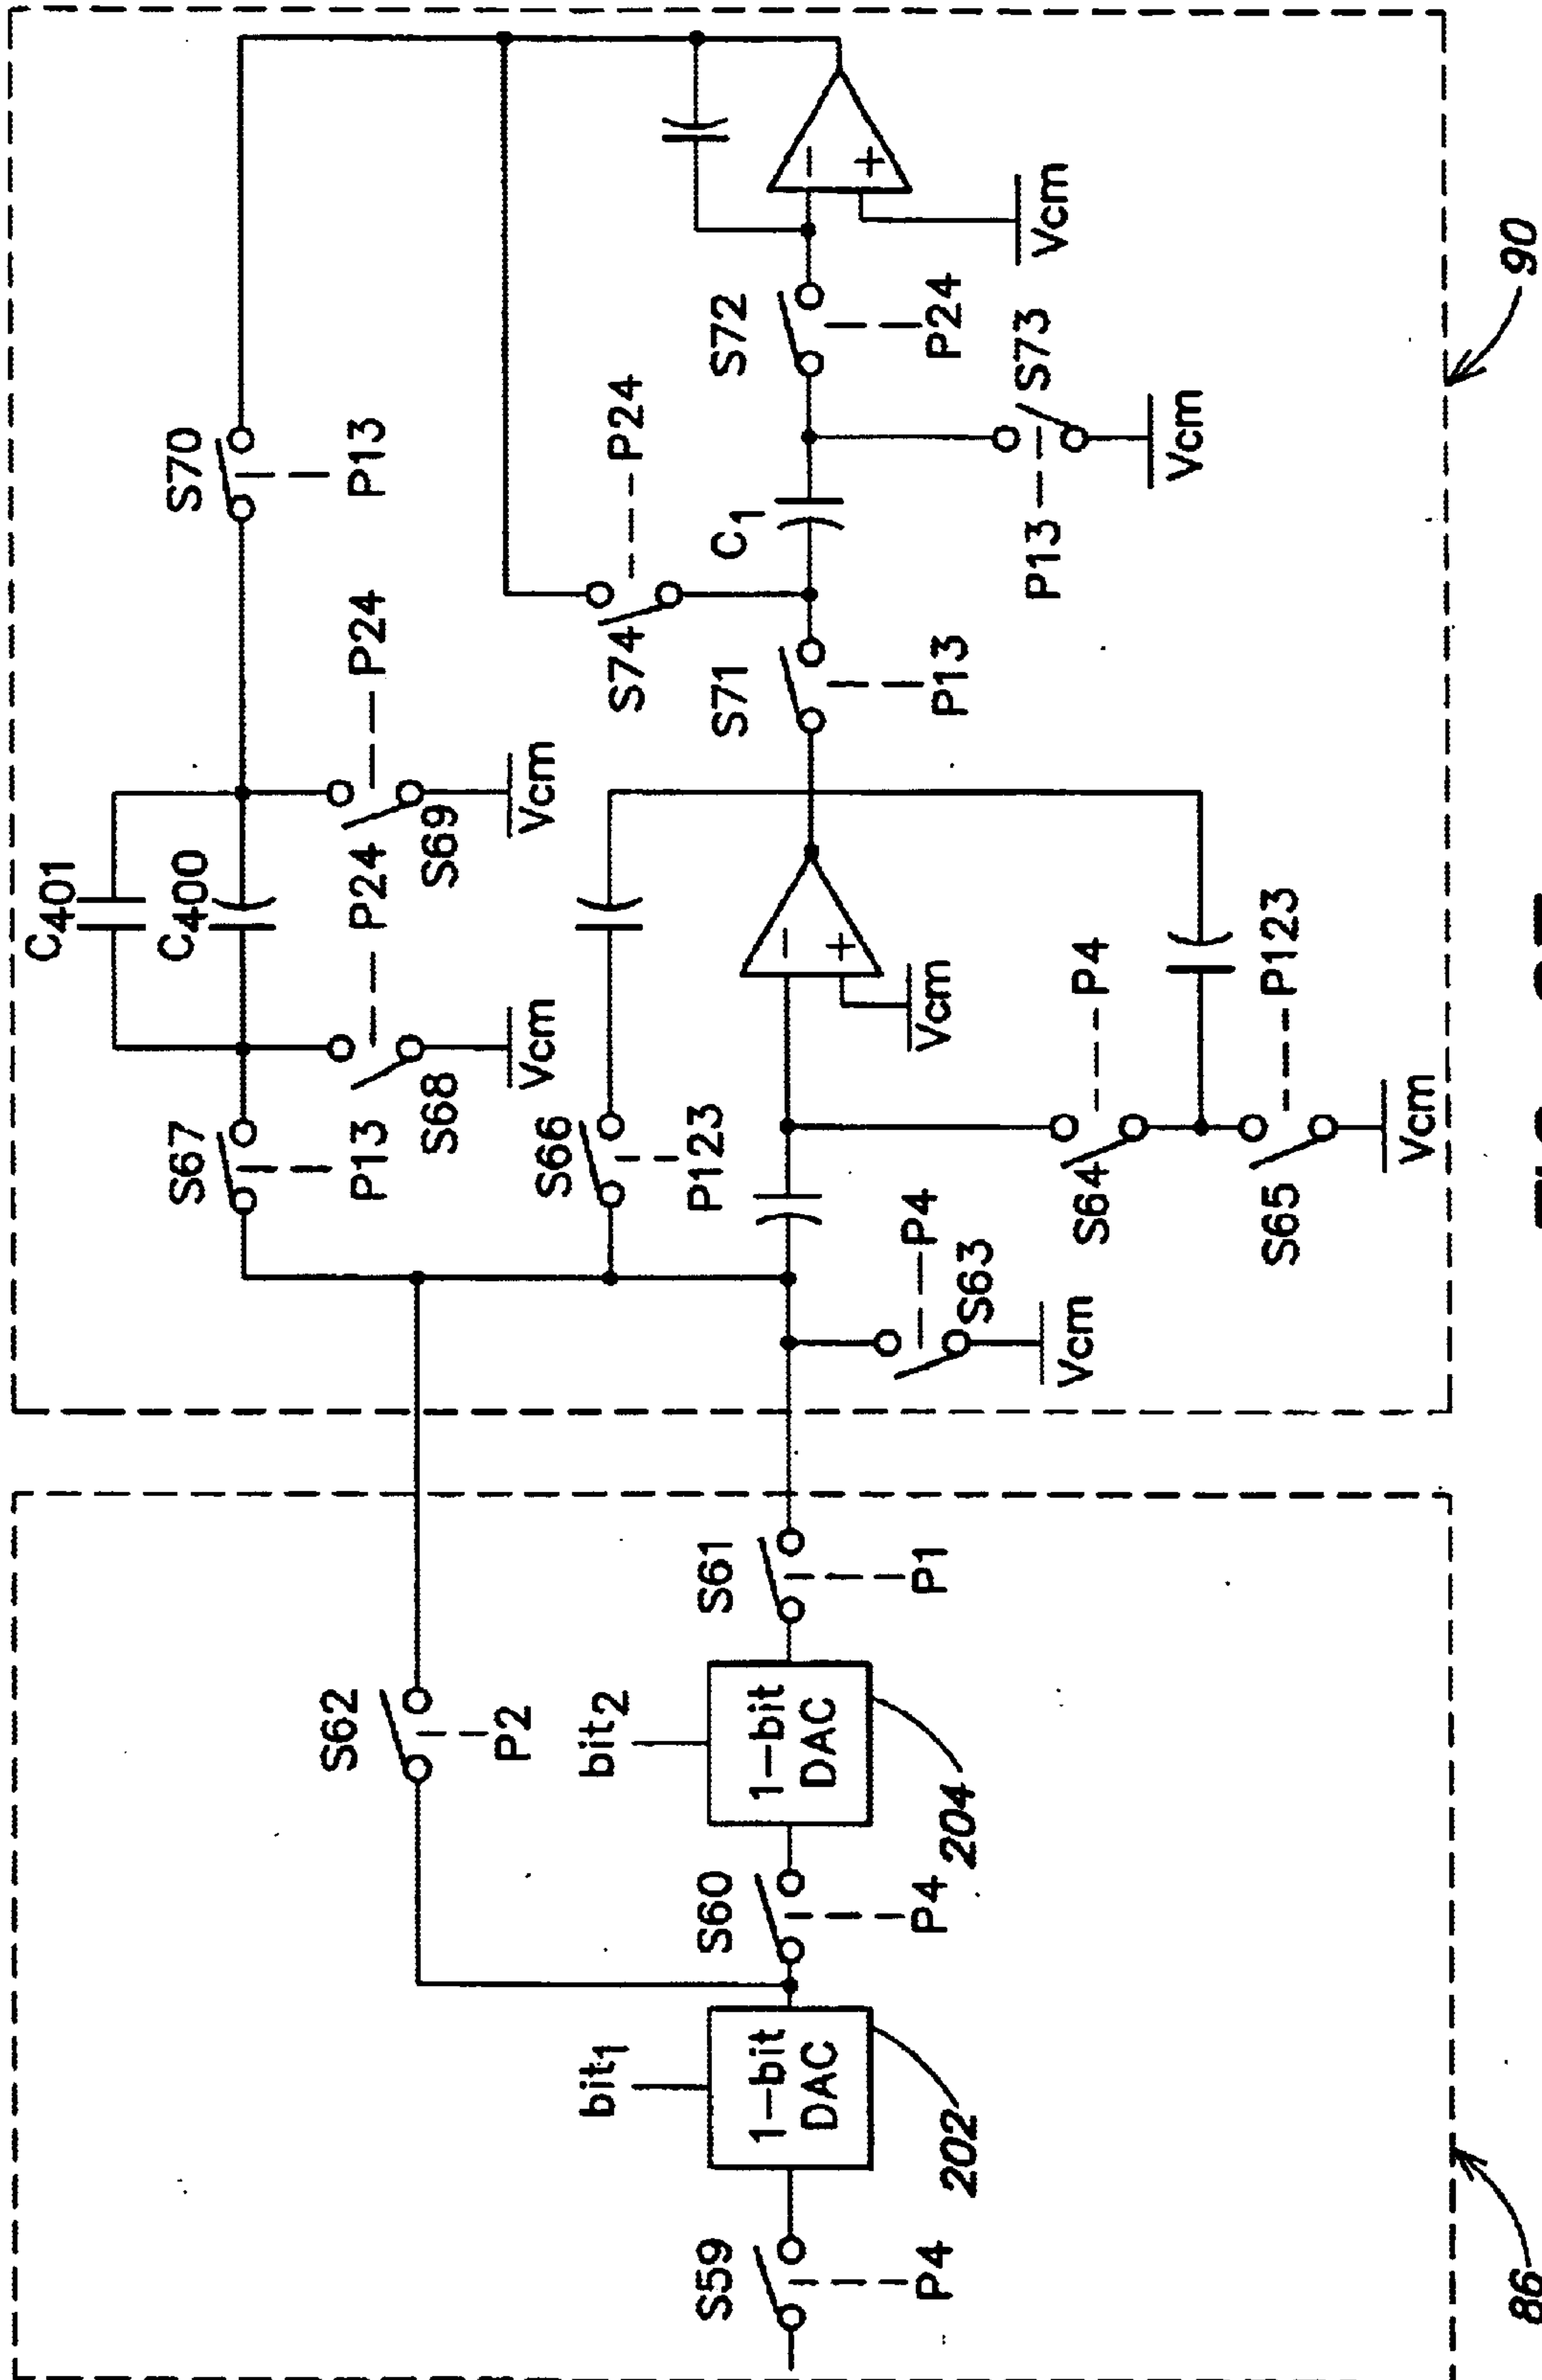 S70
P13
C401
C400
P24
P24
S69
Vcm
S67
P13
S68
Vcm
S66
P123
S74
P24
C1
S72
P24
S71
P13
P13
S73
Vcm
−
+
Vcm
−
+
Vcm
P4
S64
P123
S65
Vcm
P4
S63
Vcm
90
S62
P2
bit1
bit2
S59
P4
1−bit
DAC
202
S60
P4
1−bit
DAC
204
S61
P1
86